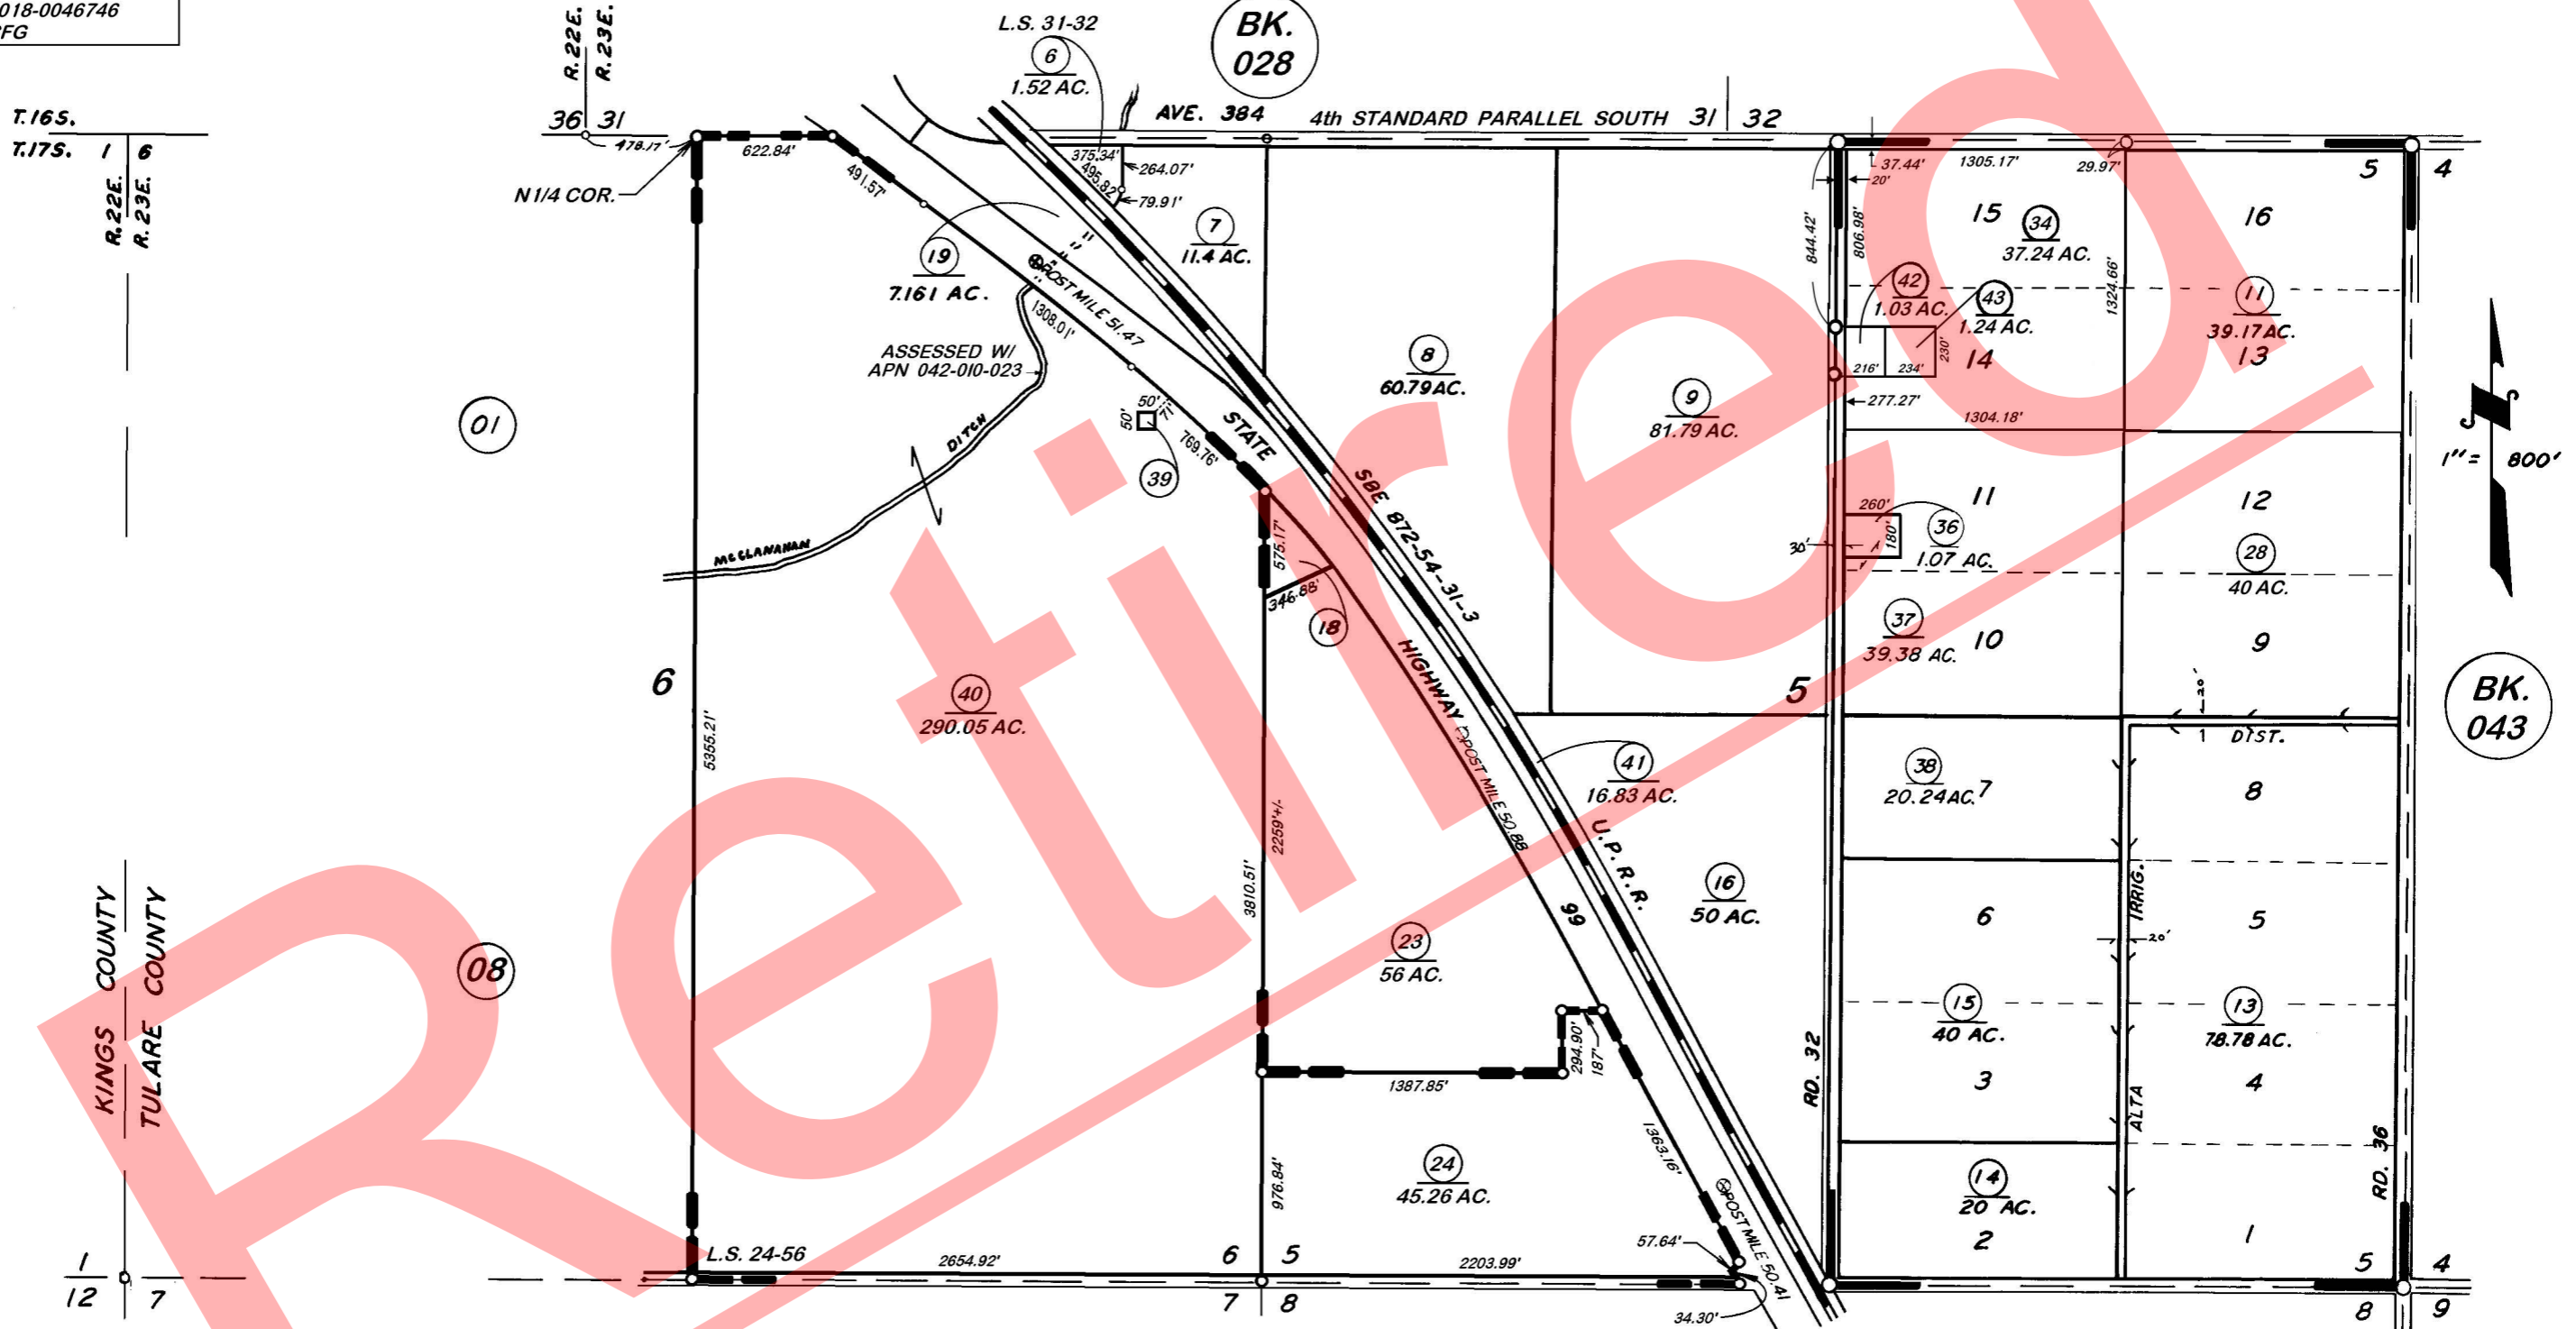 018-0046746
FG
R.22E.
R.23E.
L.S. 31-32
6
1.52 AC.
BK.
028
T.16S.
T.17S.
1
6
R.22E.
R.23E.
36
31
478.17'
622.84'
N 1/4 COR.
491.57'
AVE. 384
4th STANDARD PARALLEL SOUTH
31
32
375.34'
495.82'
264.07'
79.91'
7
11.4 AC.
37.44'
20'
1305.17'
29.97'
5
4
844.42'
806.98'
15
34
37.24 AC.
16
1324.66'
19
7.161 AC.
POST MILE 51.47
1308.01'
ASSESSED W/
APN 042-010-023
42
1.03 AC.
43
1.24 AC.
11
39.17 AC.
13
14
230'
216'
234'
277.27'
1304.18'
8
60.79 AC.
9
81.79 AC.
1" = 800'
01
50'
50'
769.76'
39
McCLANAHAN
DITCH
STATE
SBE 872-54-31-3
575.17'
346.88'
18
HIGHWAY
POST MILE 50.88
11
260'
180'
36
1.07 AC.
30'
12
28
40 AC.
37
39.38 AC.
10
9
6
40
290.05 AC.
5355.21'
5
20'
DIST.
BK.
043
41
16.83 AC.
38
20.24 AC.
7
8
2259'+/-
3810.51'
U.P.R.R.
99
16
50 AC.
KINGS COUNTY
TULARE COUNTY
08
23
56 AC.
6
IRRIG.
5
20'
294.90'
187'
1387.85'
RD. 32
15
40 AC.
13
78.78 AC.
3
ALTA
4
1363.16'
976.84'
24
45.26 AC.
14
20 AC.
2
1
RD. 36
POST MILE 50.41
57.64'
34.30'
L.S. 24-56
2654.92'
6
5
2203.99'
5
4
1
12
7
7
8
8
9
Retired